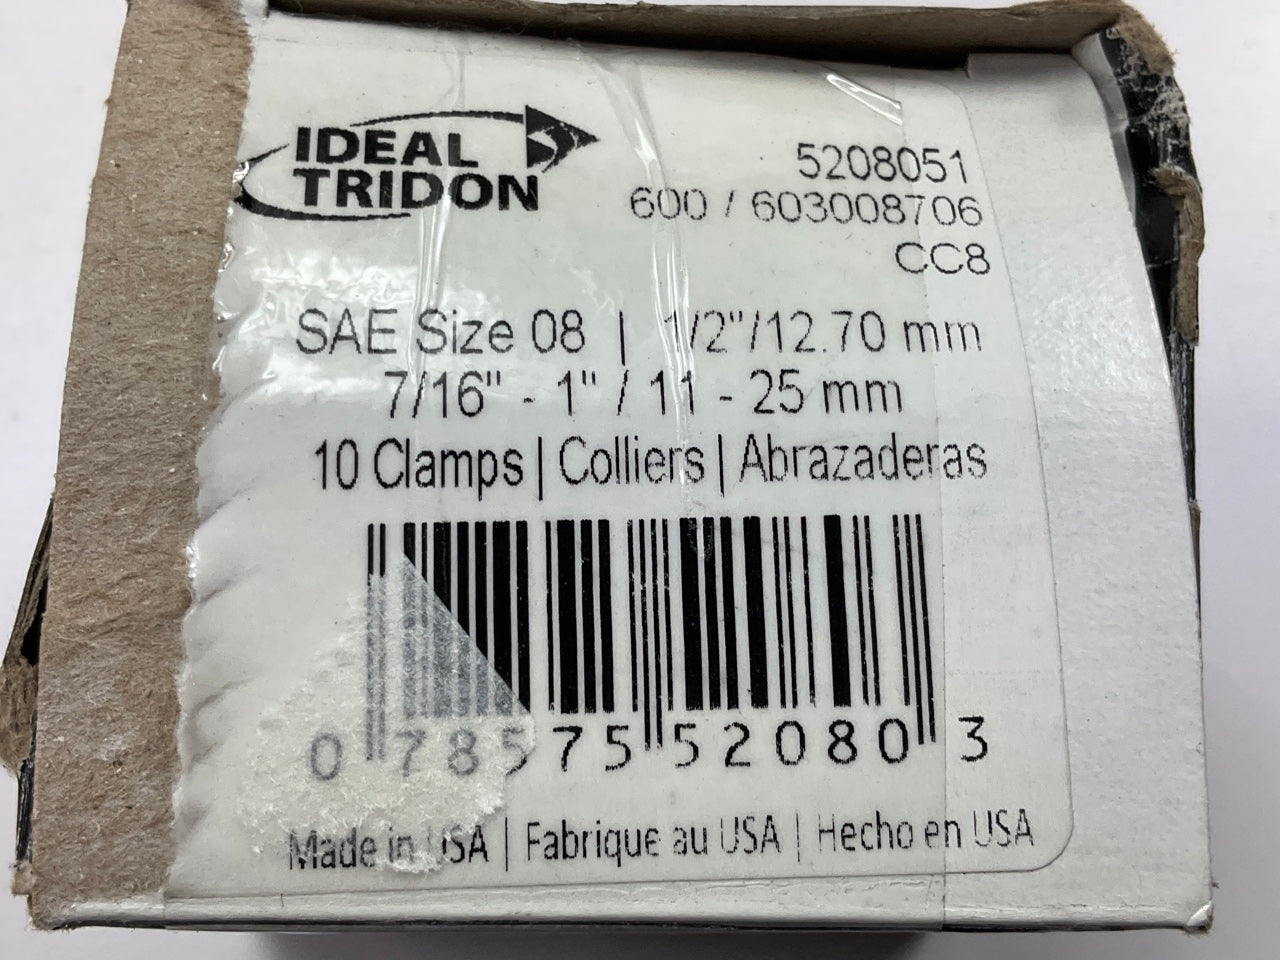 IDEAL
TRIDON
5208051
600 / 603008706
CC8
SAE Size 08 | 1/2"/12.70 mm
7/16" - 1" / 11 - 25 mm
10 Clamps | Colliers | Abrazaderas
0 78575 52080 3
Made in USA | Fabrique au USA | Hecho en USA